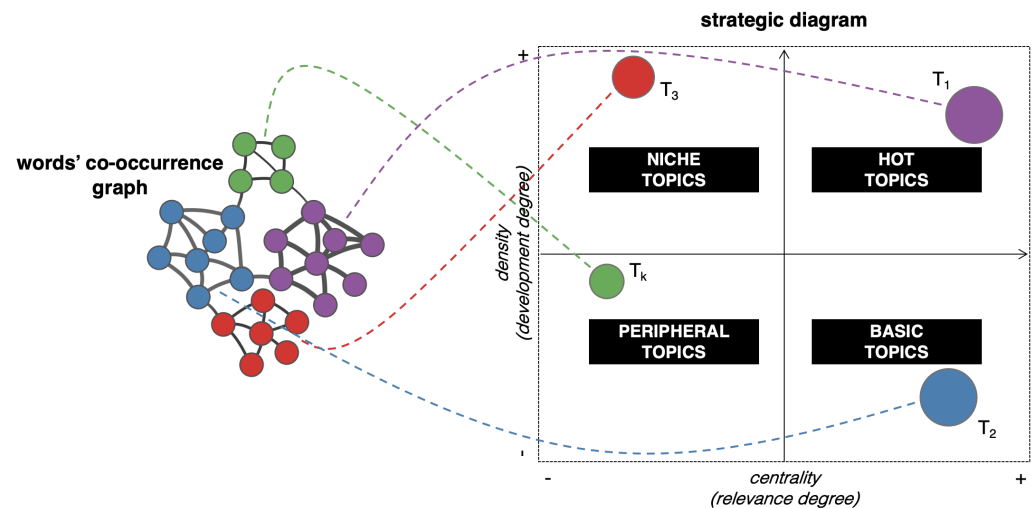 strategic diagram
+
T3
T1
words' co-occurrence
graph
NICHE
TOPICS
HOT
TOPICS
density
(development degree)
Tk
PERIPHERAL
TOPICS
BASIC
TOPICS
T2
-
-
centrality
(relevance degree)
+